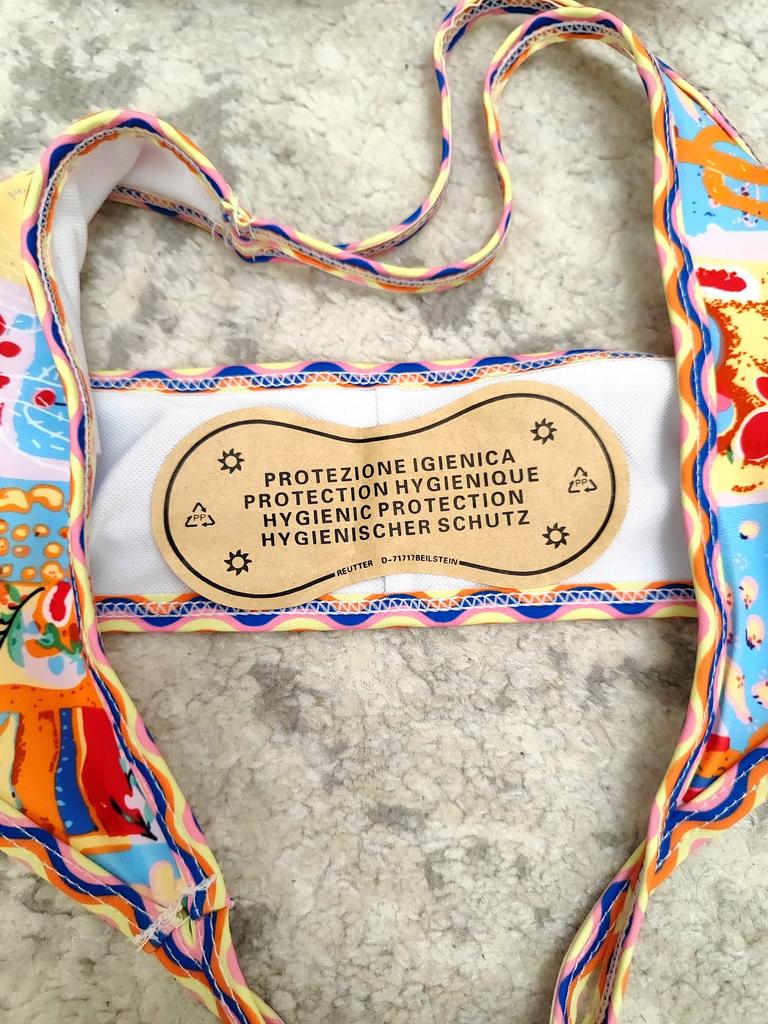 PROTEZIONE IGIENICA
PROTECTION HYGIENIQUE
HYGIENIC PROTECTION
HYGIENISCHER SCHUTZ
PP
PP
REUTTER D-71717BEILSTEIN